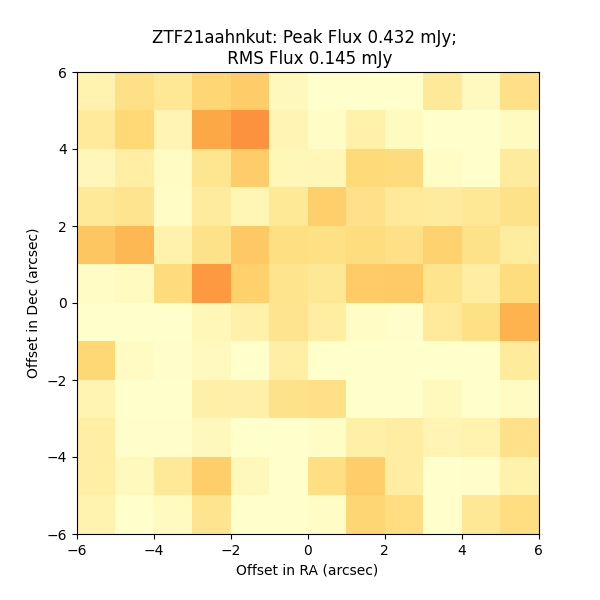 ZTF21aahnkut: Peak Flux 0.432 mJy;
RMS Flux 0.145 mJy
6
4
2
0
−2
−4
−6
Offset in Dec (arcsec)
−6 −4 −2 0 2 4 6
Offset in RA (arcsec)